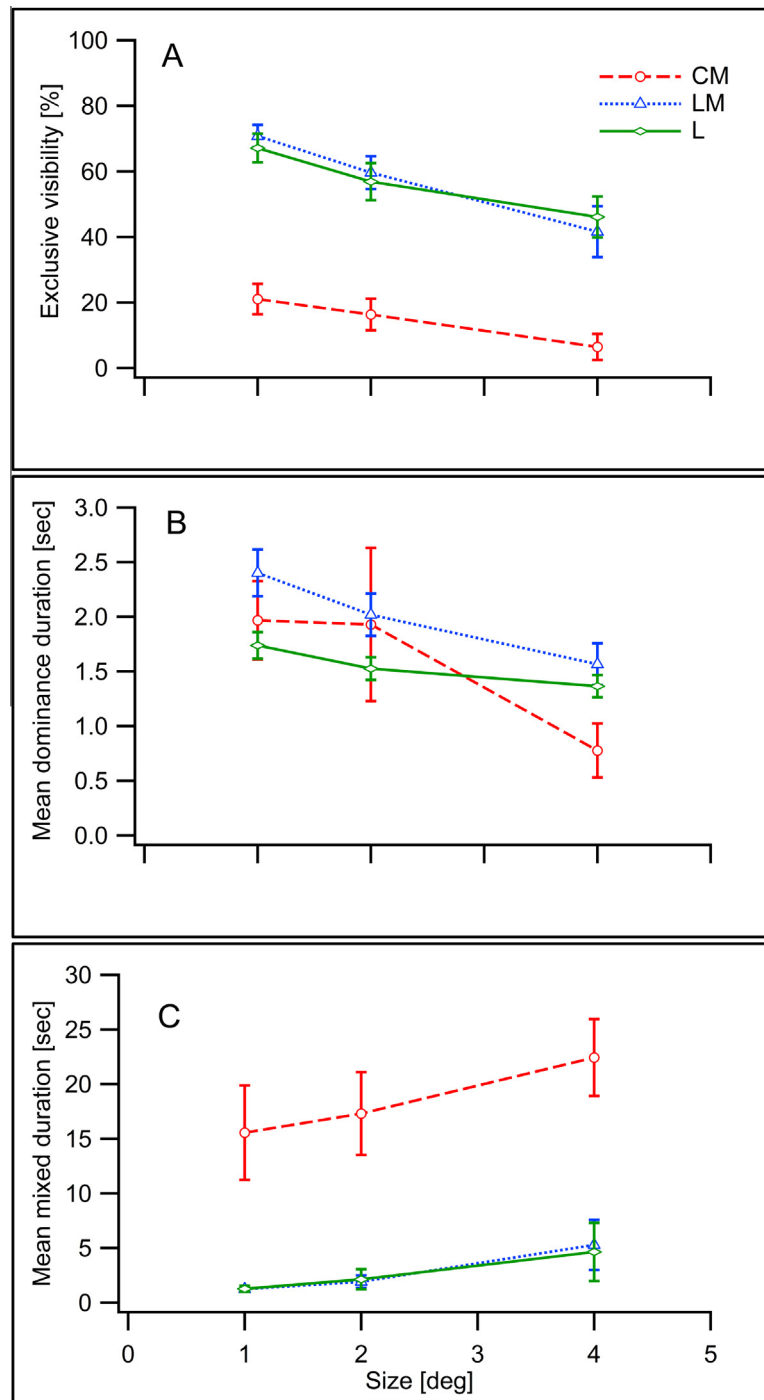 A
CM
LM
L
Exclusive visibility [%]
100
80
60
40
20
0
B
Mean dominance duration [sec]
3.0
2.5
2.0
1.5
1.0
0.5
0.0
C
Mean mixed duration [sec]
30
25
20
15
10
5
0
0 1 2 3 4 5
Size [deg]